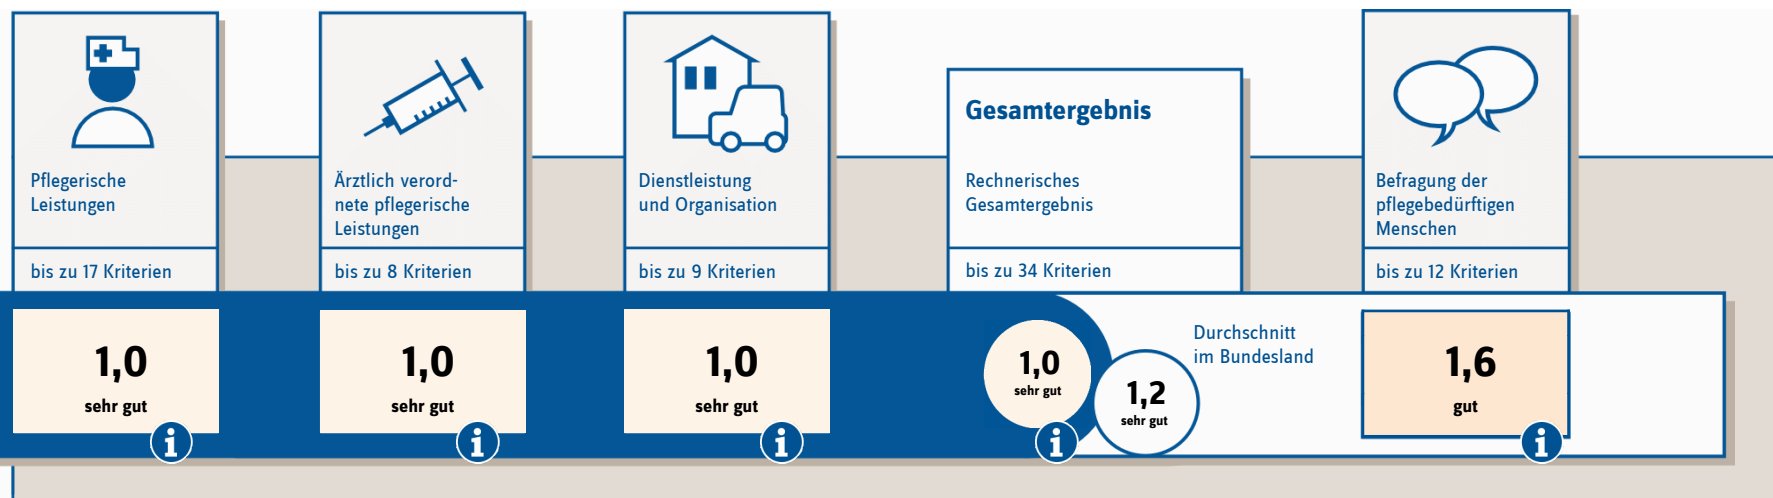 Pflegerische
Leistungen
bis zu 17 Kriterien
1,0
sehr gut
i
Ärztlich verord-
nete pflegerische
Leistungen
bis zu 8 Kriterien
1,0
sehr gut
i
Dienstleistung
und Organisation
bis zu 9 Kriterien
1,0
sehr gut
i
Gesamtergebnis
Rechnerisches
Gesamtergebnis
bis zu 34 Kriterien
1,0
sehr gut
i
1,2
sehr gut
Durchschnitt
im Bundesland
Befragung der
pflegebedürftigen
Menschen
bis zu 12 Kriterien
1,6
gut
i